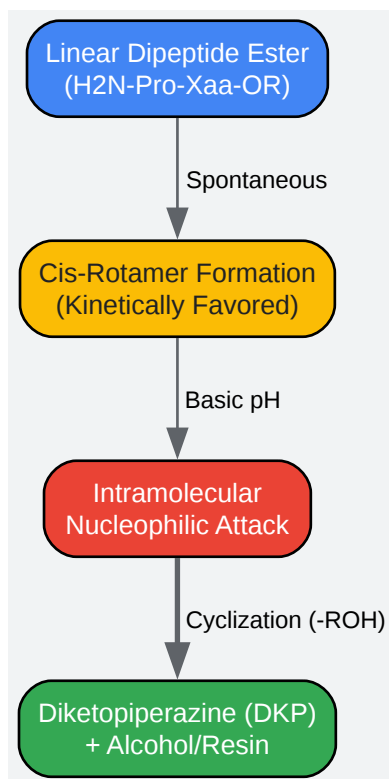 Linear Dipeptide Ester
(H2N-Pro-Xaa-OR)
Spontaneous
Cis-Rotamer Formation
(Kinetically Favored)
Basic pH
Intramolecular
Nucleophilic Attack
Cyclization (-ROH)
Diketopiperazine (DKP)
+ Alcohol/Resin